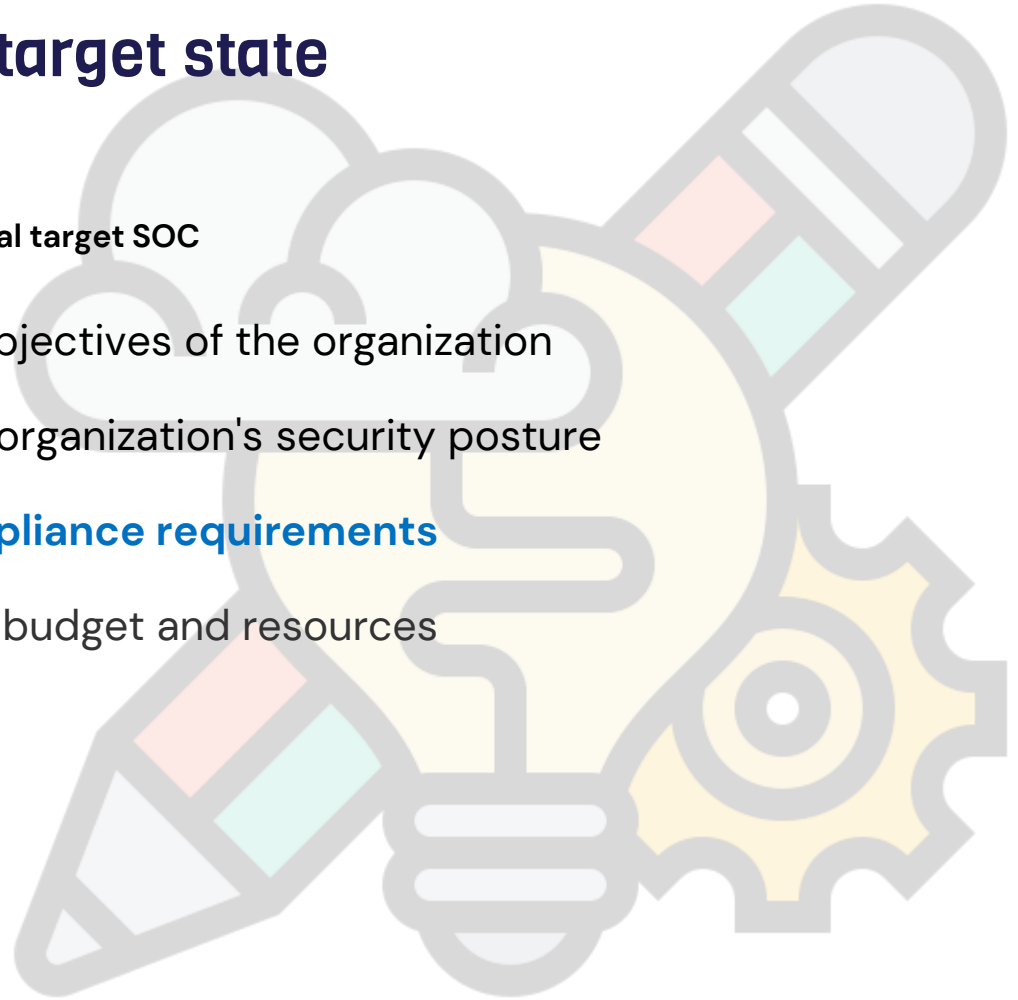 target state
al target SOC
bjectives of the organization
organization's security posture
pliance requirements
budget and resources